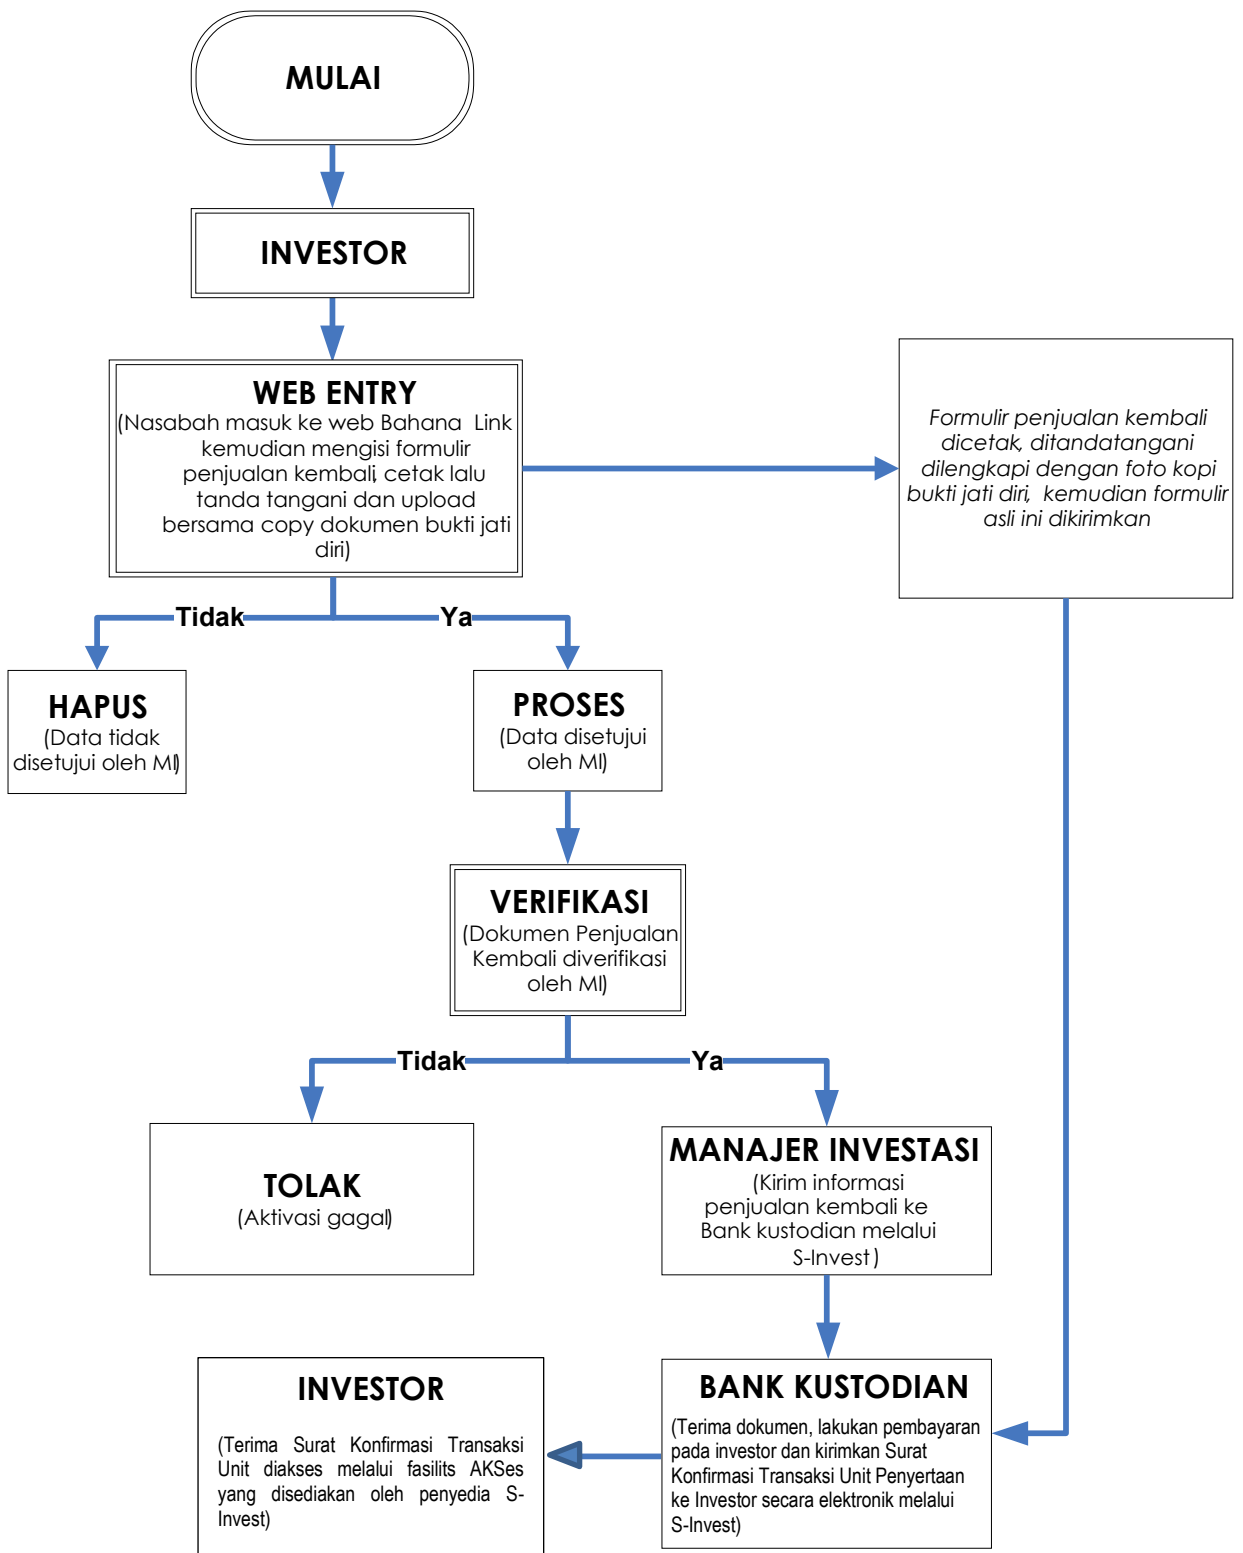 MULAI
INVESTOR
WEB ENTRY
(Nasabah masuk ke web Bahana Link
kemudian mengisi formulir
penjualan kembali, cetak lalu
tanda tangani dan upload
bersama copy dokumen bukti jati
diri)
Formulir penjualan kembali
dicetak, ditandatangani
dilengkapi dengan foto kopi
bukti jati diri, kemudian formulir
asli ini dikirimkan
Tidak
Ya
HAPUS
(Data tidak
disetujui oleh MI)
PROSES
(Data disetujui
oleh MI)
VERIFIKASI
(Dokumen Penjualan
Kembali diverifikasi
oleh MI)
Tidak
Ya
TOLAK
(Aktivasi gagal)
MANAJER INVESTASI
(Kirim informasi
penjualan kembali ke
Bank kustodian melalui
S-Invest)
INVESTOR
(Terima Surat Konfirmasi Transaksi
Unit diakses melalui fasilits AKSes
yang disediakan oleh penyedia S-
Invest)
BANK KUSTODIAN
(Terima dokumen, lakukan pembayaran
pada investor dan kirimkan Surat
Konfirmasi Transaksi Unit Penyertaan
ke Investor secara elektronik melalui
S-Invest)